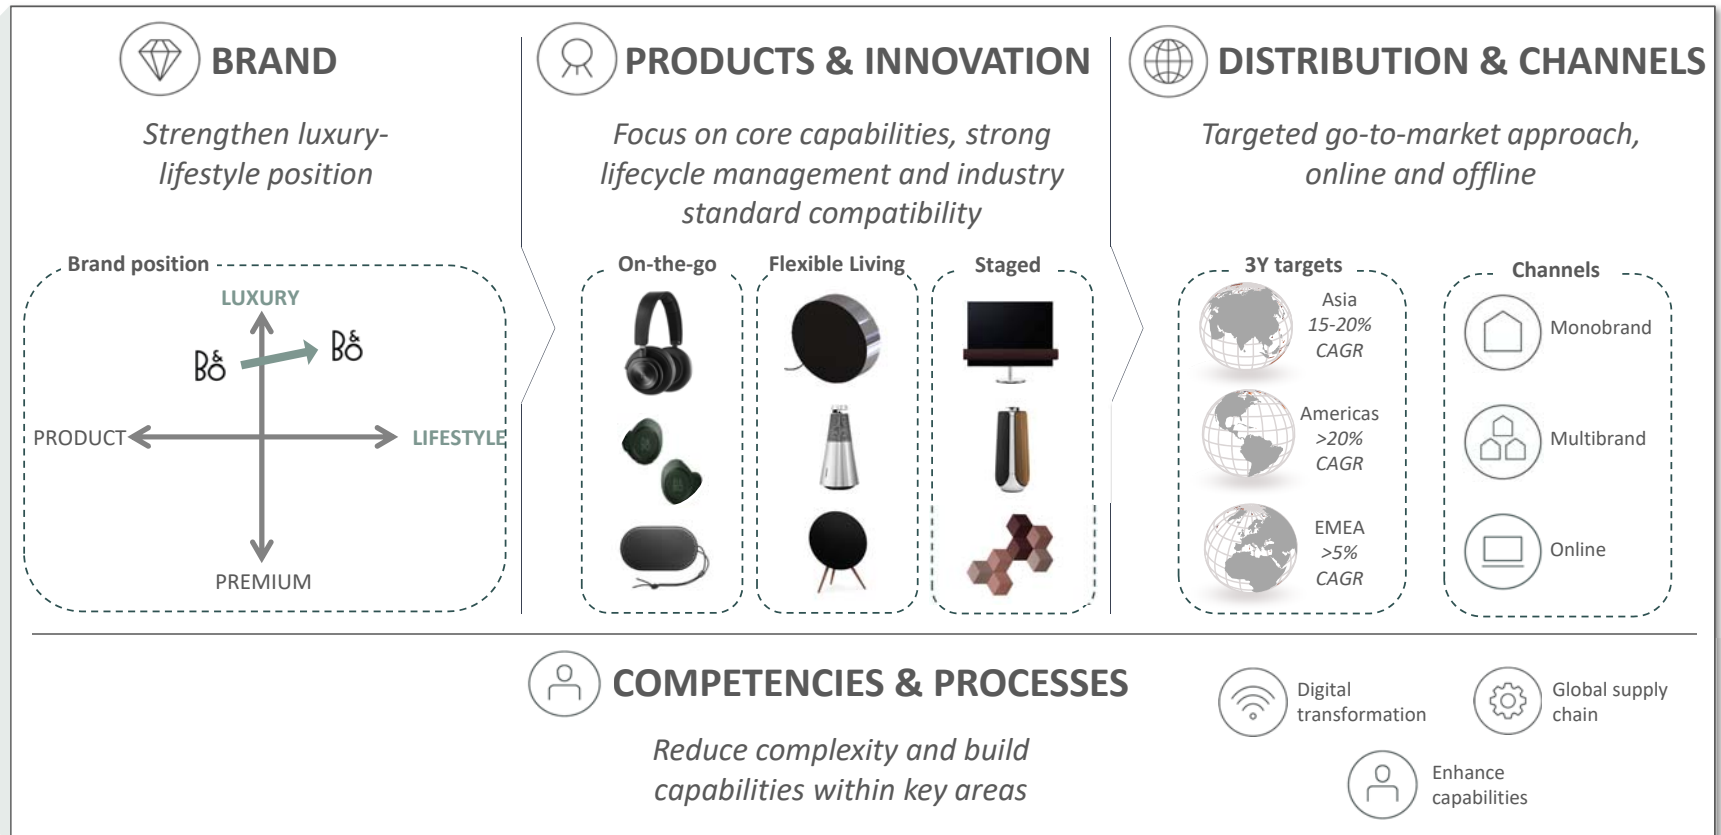 BRAND
Strengthen luxury-
lifestyle position
Brand position
LUXURY
B&
BO
B&
BO
PRODUCT
LIFESTYLE
PREMIUM
PRODUCTS & INNOVATION
Focus on core capabilities, strong
lifecycle management and industry
standard compatibility
On-the-go
Flexible Living
Staged
DISTRIBUTION & CHANNELS
Targeted go-to-market approach,
online and offline
3Y targets
Asia
15-20%
CAGR
Americas
>20%
CAGR
EMEA
>5%
CAGR
Channels
Monobrand
Multibrand
Online
COMPETENCIES & PROCESSES
Reduce complexity and build
capabilities within key areas
Digital
transformation
Global supply
chain
Enhance
capabilities